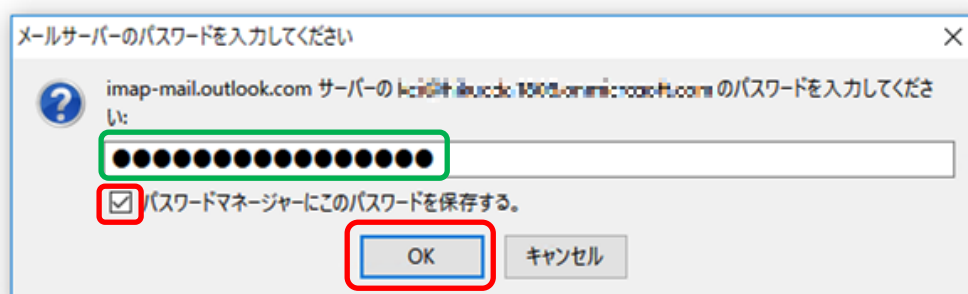 メールサーバーのパスワードを入力してください
imap-mail.outlook.com サーバーの のパスワードを入力してくださ
い:
●●●●●●●●●●●●●●●●
パスワードマネージャーにこのパスワードを保存する。
OK キャンセル